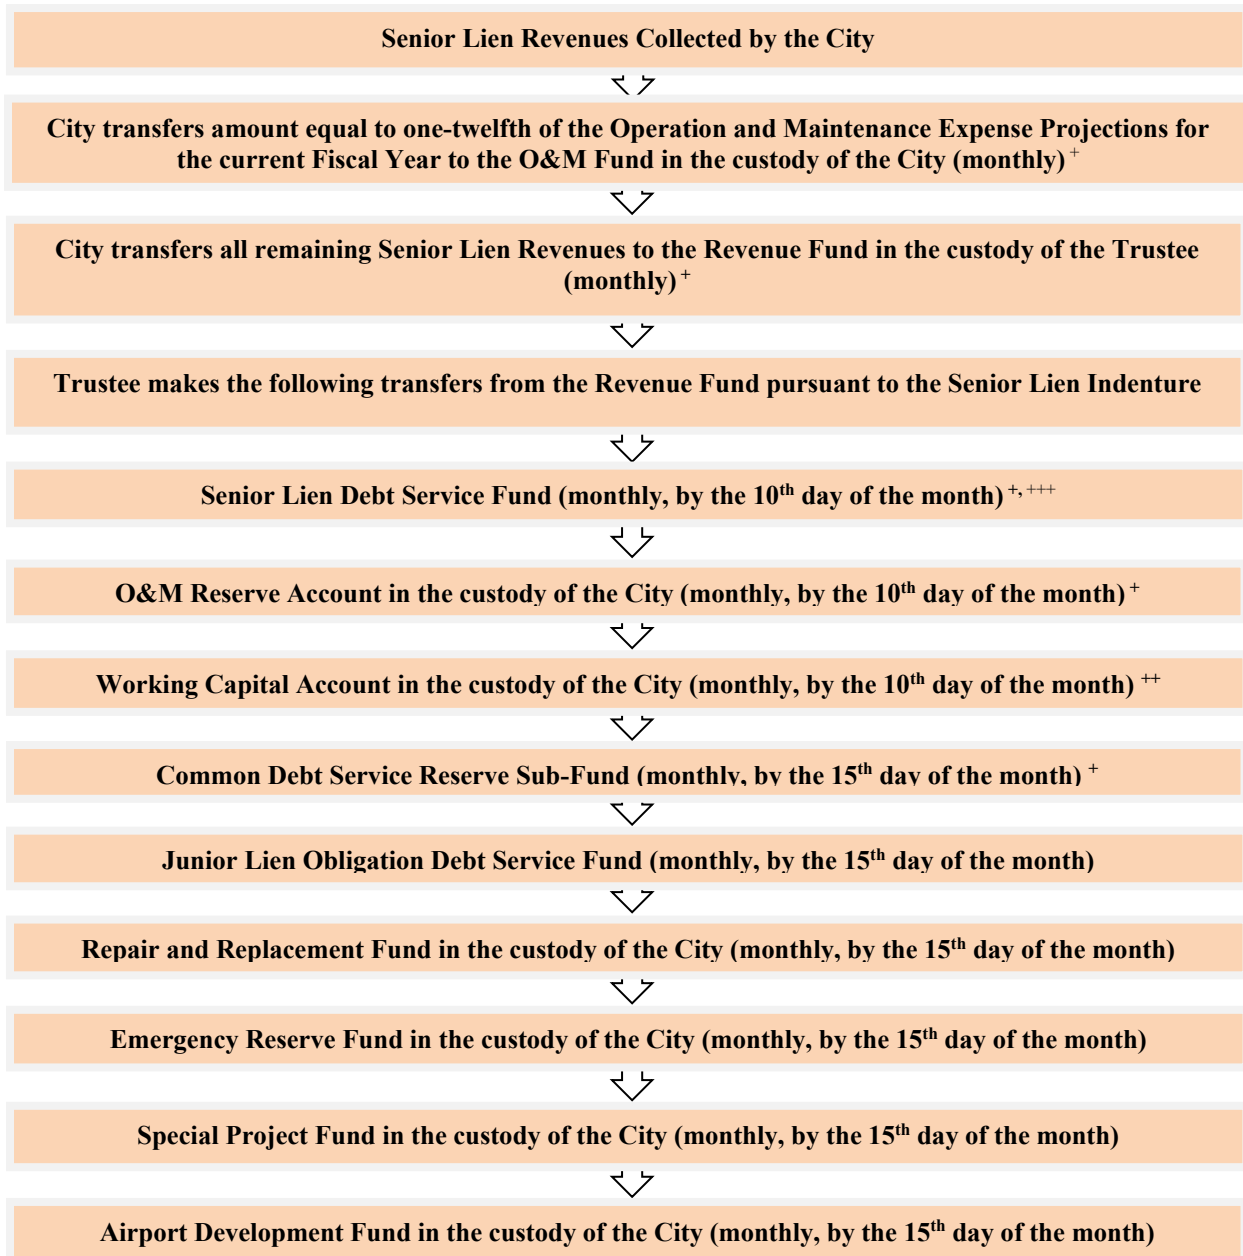 Senior Lien Revenues Collected by the City
City transfers amount equal to one-twelfth of the Operation and Maintenance Expense Projections for
the current Fiscal Year to the O&M Fund in the custody of the City (monthly) +
City transfers all remaining Senior Lien Revenues to the Revenue Fund in the custody of the Trustee
(monthly) +
Trustee makes the following transfers from the Revenue Fund pursuant to the Senior Lien Indenture
Senior Lien Debt Service Fund (monthly, by the 10th day of the month) +, +++
O&M Reserve Account in the custody of the City (monthly, by the 10th day of the month) +
Working Capital Account in the custody of the City (monthly, by the 10th day of the month) ++
Common Debt Service Reserve Sub-Fund (monthly, by the 15th day of the month) +
Junior Lien Obligation Debt Service Fund (monthly, by the 15th day of the month)
Repair and Replacement Fund in the custody of the City (monthly, by the 15th day of the month)
Emergency Reserve Fund in the custody of the City (monthly, by the 15th day of the month)
Special Project Fund in the custody of the City (monthly, by the 15th day of the month)
Airport Development Fund in the custody of the City (monthly, by the 15th day of the month)